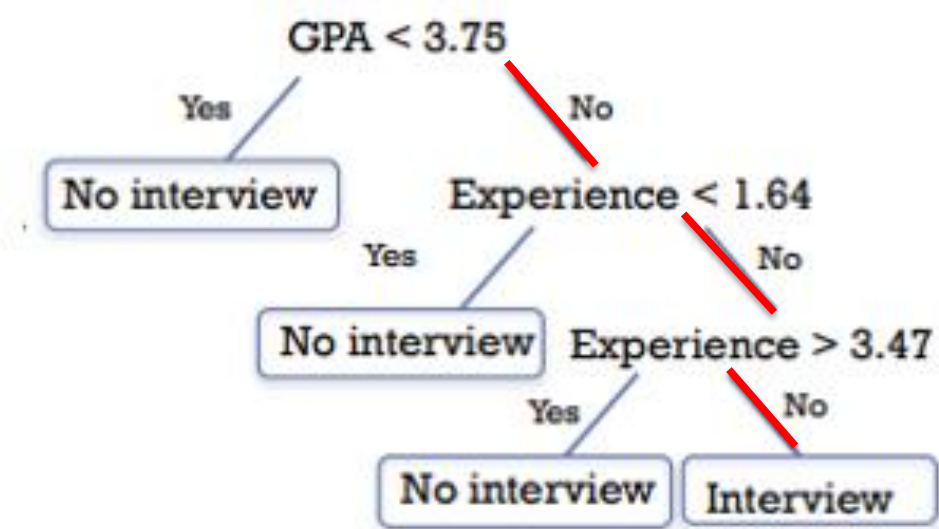 GPA < 3.75
Yes
No
No interview
Experience < 1.64
Yes
No
No interview
Experience > 3.47
Yes
No
No interview
Interview